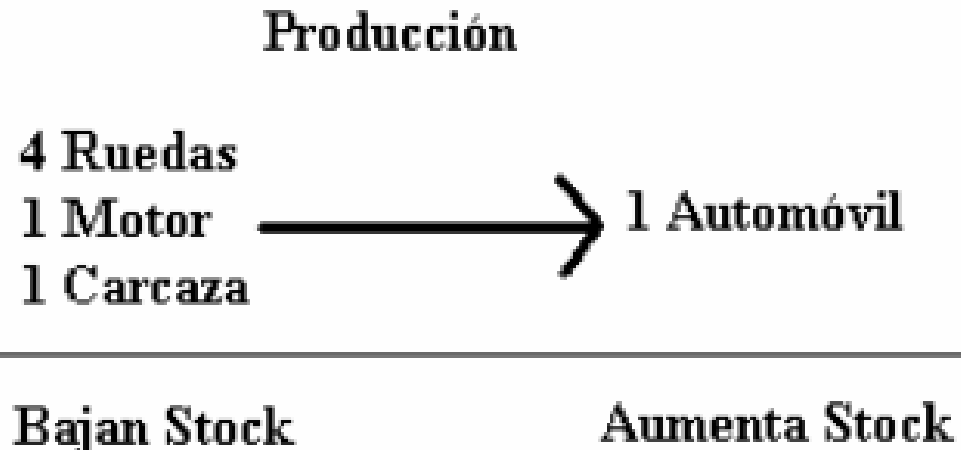 Producción
4 Ruedas
1 Motor
1 Automóvil
1 Carcaza
Bajan Stock
Aumenta Stock